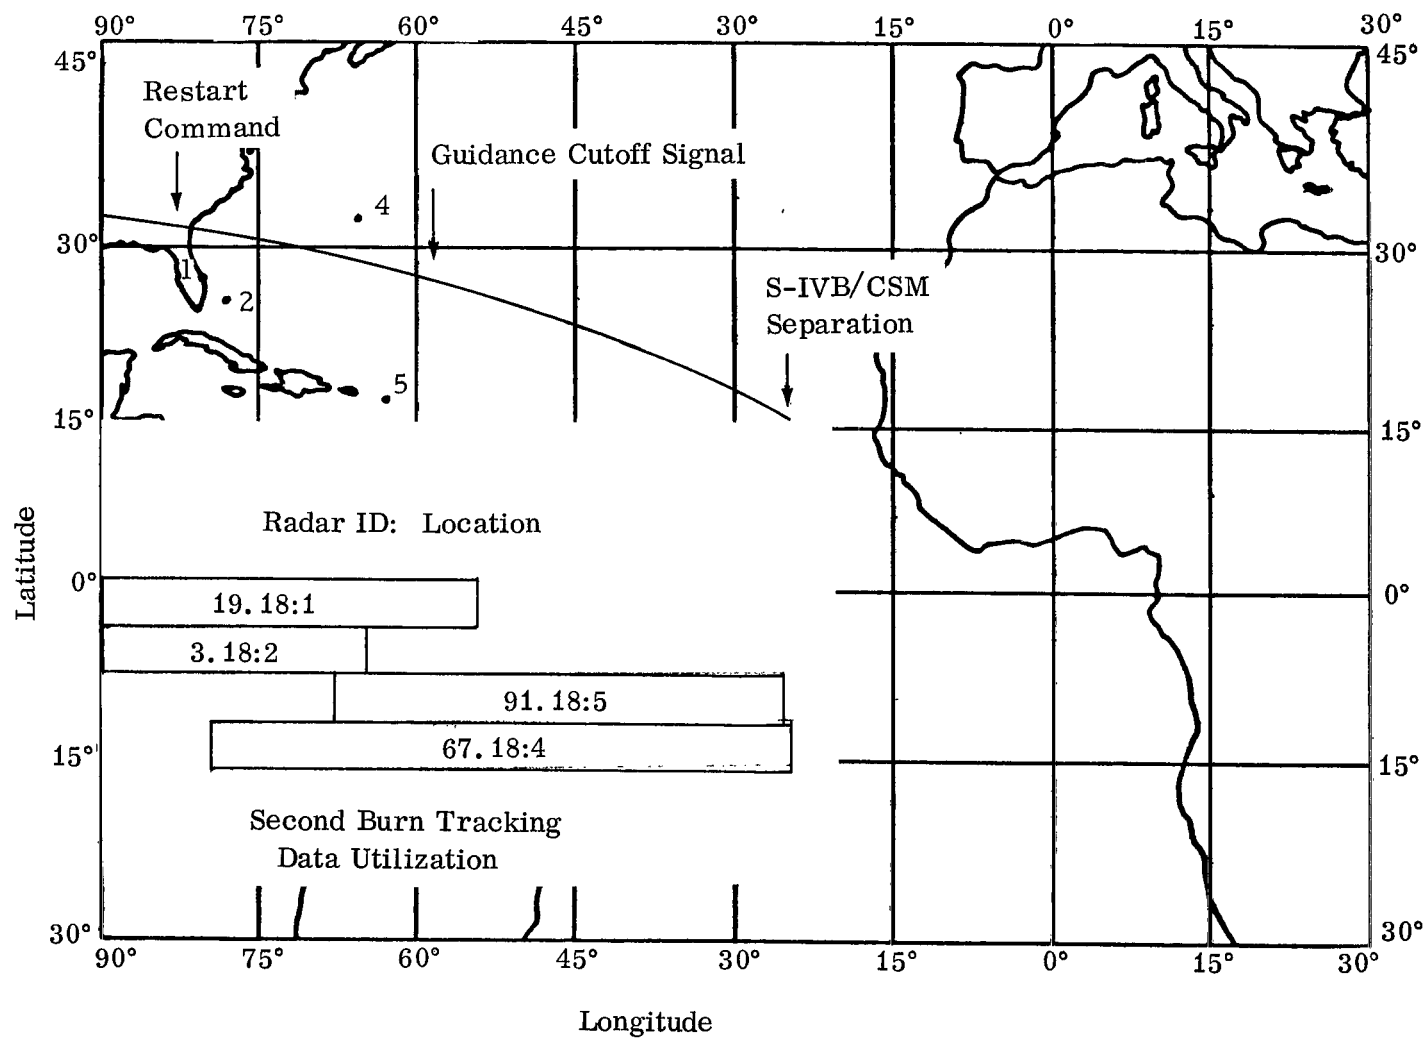 90° 75° 60° 45° 30° 15° 0° 15° 30°
45° 45°
Restart
Command
Guidance Cutoff Signal
4
30° 30°
1
2
S-IVB/CSM
Separation
5
15° 15°
Radar ID: Location
Latitude
0° 0°
19.18:1
3.18:2
91.18:5
67.18:4
15° 15°
Second Burn Tracking
Data Utilization
30° 30°
90° 75° 60° 45° 30° 15° 0° 15° 30°
Longitude